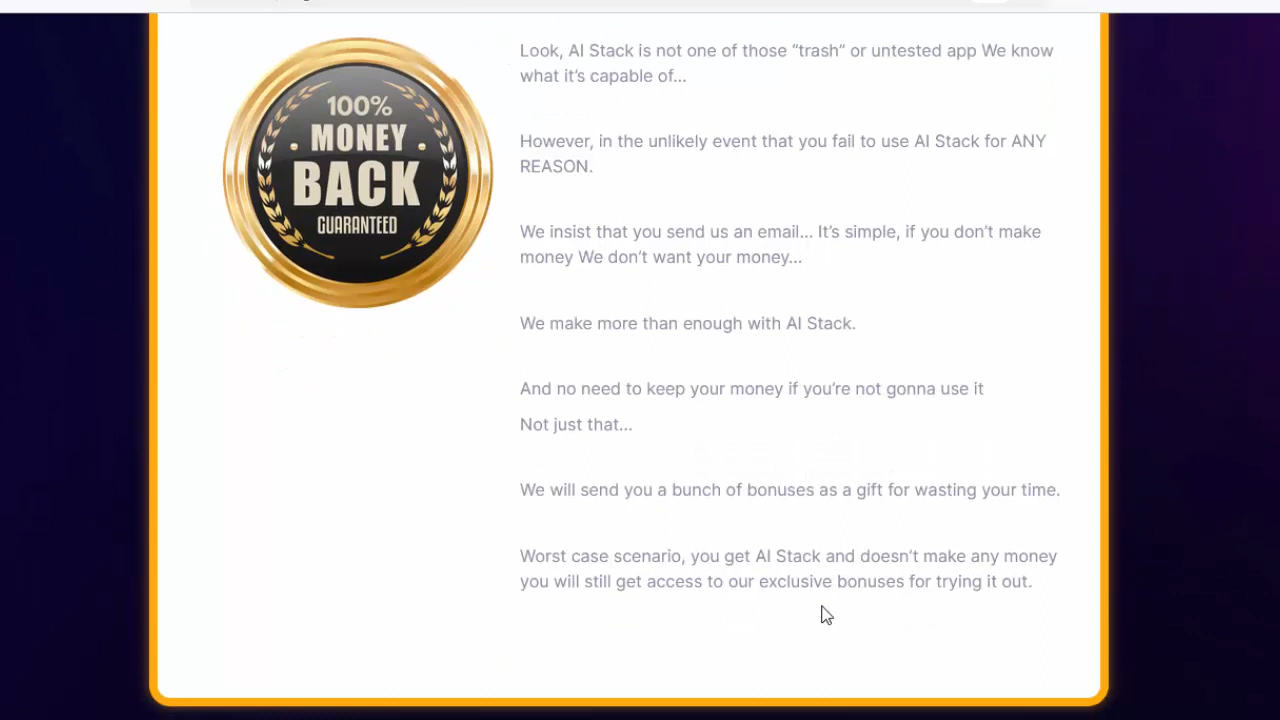 100%
MONEY
BACK
GUARANTEED
Look, AI Stack is not one of those “trash” or untested app We know
what it’s capable of...
However, in the unlikely event that you fail to use AI Stack for ANY
REASON.
We insist that you send us an email... It’s simple, if you don’t make
money We don’t want your money...
We make more than enough with AI Stack.
And no need to keep your money if you’re not gonna use it
Not just that...
We will send you a bunch of bonuses as a gift for wasting your time.
Worst case scenario, you get AI Stack and doesn’t make any money
you will still get access to our exclusive bonuses for trying it out.